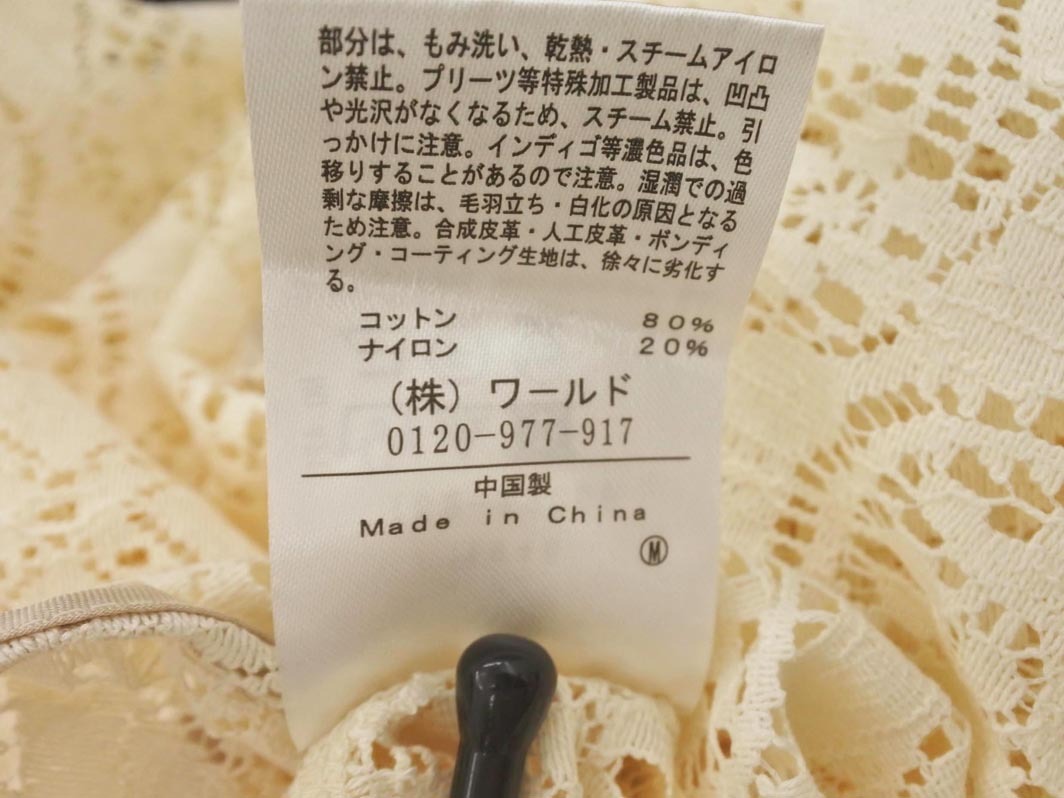 部分は、もみ洗い、乾熱・スチームアイロ
ン禁止。プリーツ等特殊加工製品は、凹凸
や光沢がなくなるため、スチーム禁止。引
っかけに注意。インディゴ等濃色品は、色
移りすることがあるので注意。湿潤での過
剰な摩擦は、毛羽立ち・白化の原因となる
ため注意。合成皮革・人工皮革・ボンディ
ング・コーティング生地は、徐々に劣化す
る。
コットン 80%
ナイロン 20%
(株) ワールド
0120-977-917
中国製
Made in China
Ⓜ